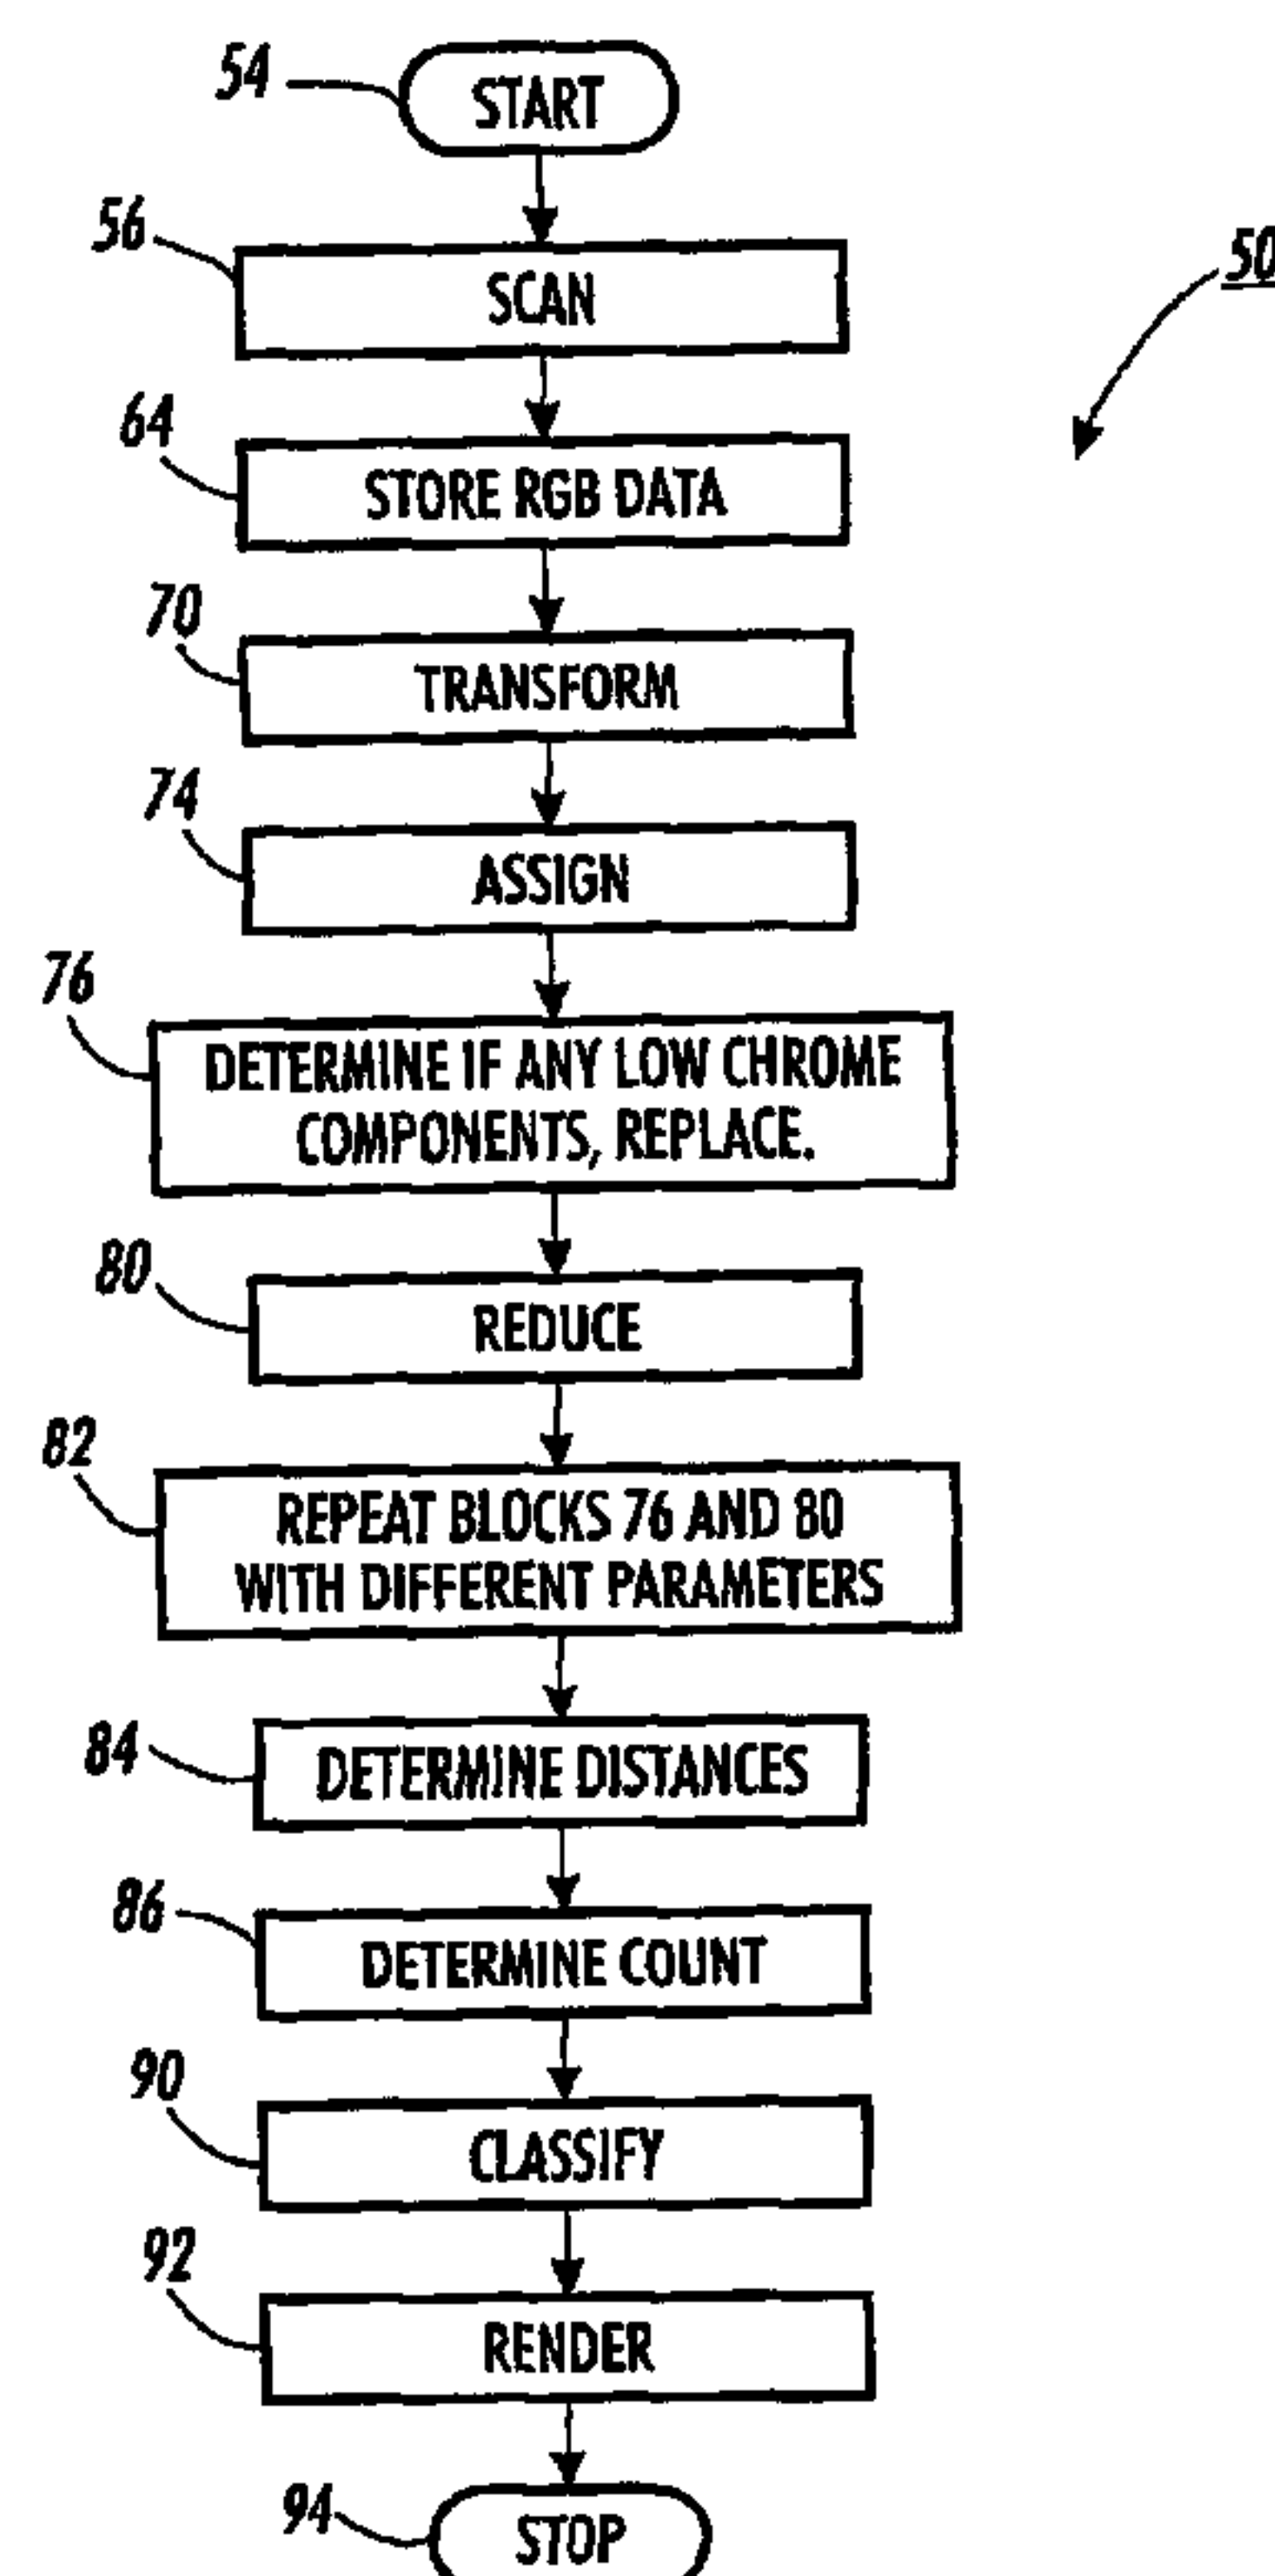 54
START
56
SCAN
50
64
STORE RGB DATA
70
TRANSFORM
74
ASSIGN
76
DETERMINE IF ANY LOW CHROME
COMPONENTS, REPLACE.
80
REDUCE
82
REPEAT BLOCKS 76 AND 80
WITH DIFFERENT PARAMETERS
84
DETERMINE DISTANCES
86
DETERMINE COUNT
90
CLASSIFY
92
RENDER
94
STOP